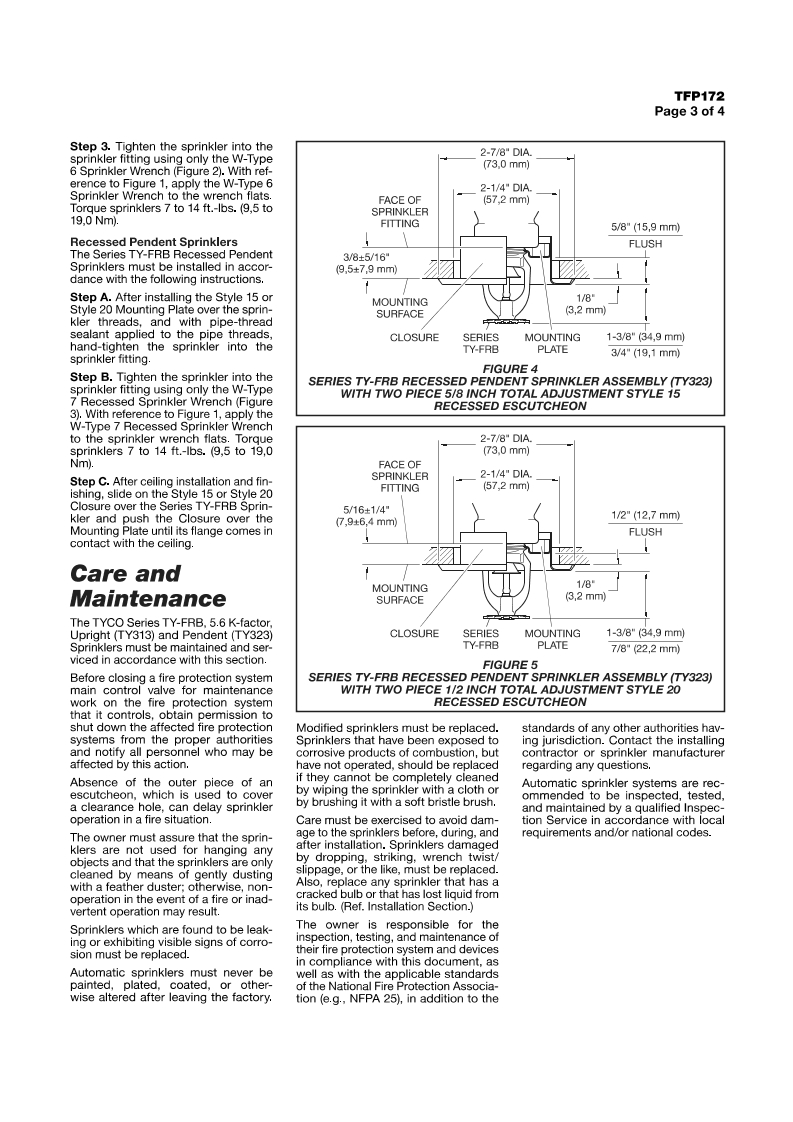 TFP172
Page 3 of 4
Step 3. Tighten the sprinkler into the
sprinkler fitting using only the W-Type
6 Sprinkler Wrench (Figure 2). With ref-
erence to Figure 1, apply the W-Type 6
Sprinkler Wrench to the wrench flats.
Torque sprinklers 7 to 14 ft.-lbs. (9,5 to
19,0 Nm).
Recessed Pendent Sprinklers
The Series TY-FRB Recessed Pendent
Sprinklers must be installed in accor-
dance with the following instructions.
Step A. After installing the Style 15 or
Style 20 Mounting Plate over the sprin-
kler threads, and with pipe-thread
sealant applied to the pipe threads,
hand-tighten the sprinkler into the
sprinkler fitting.
Step B. Tighten the sprinkler into the
sprinkler fitting using only the W-Type
7 Recessed Sprinkler Wrench (Figure
3). With reference to Figure 1, apply the
W-Type 7 Recessed Sprinkler Wrench
to the sprinkler wrench flats. Torque
sprinklers 7 to 14 ft.-lbs. (9,5 to 19,0
Nm).
Step C. After ceiling installation and fin-
ishing, slide on the Style 15 or Style 20
Closure over the Series TY-FRB Sprin-
kler and push the Closure over the
Mounting Plate until its flange comes in
contact with the ceiling.
Care and
Maintenance
The TYCO Series TY-FRB, 5.6 K-factor,
Upright (TY313) and Pendent (TY323)
Sprinklers must be maintained and ser-
viced in accordance with this section.
Before closing a fire protection system
main control valve for maintenance
work on the fire protection system
that it controls, obtain permission to
shut down the affected fire protection
systems from the proper authorities
and notify all personnel who may be
affected by this action.
Absence of the outer piece of an
escutcheon, which is used to cover
a clearance hole, can delay sprinkler
operation in a fire situation.
The owner must assure that the sprin-
klers are not used for hanging any
objects and that the sprinklers are only
cleaned by means of gently dusting
with a feather duster; otherwise, non-
operation in the event of a fire or inad-
vertent operation may result.
Sprinklers which are found to be leak-
ing or exhibiting visible signs of corro-
sion must be replaced.
Automatic sprinklers must never be
painted, plated, coated, or other-
wise altered after leaving the factory.
2-7/8" DIA.
(73,0 mm)
2-1/4" DIA.
(57,2 mm)
FACE OF
SPRINKLER
FITTING
5/8" (15,9 mm)
FLUSH
3/8±5/16"
(9,5±7,9 mm)
MOUNTING
SURFACE
1/8"
(3,2 mm)
CLOSURE
SERIES
TY-FRB
MOUNTING
PLATE
1-3/8" (34,9 mm)
3/4" (19,1 mm)
FIGURE 4
SERIES TY-FRB RECESSED PENDENT SPRINKLER ASSEMBLY (TY323)
WITH TWO PIECE 5/8 INCH TOTAL ADJUSTMENT STYLE 15
RECESSED ESCUTCHEON
2-7/8" DIA.
(73,0 mm)
FACE OF
SPRINKLER
FITTING
2-1/4" DIA.
(57,2 mm)
5/16±1/4"
(7,9±6,4 mm)
1/2" (12,7 mm)
FLUSH
MOUNTING
SURFACE
1/8"
(3,2 mm)
CLOSURE
SERIES
TY-FRB
MOUNTING
PLATE
1-3/8" (34,9 mm)
7/8" (22,2 mm)
FIGURE 5
SERIES TY-FRB RECESSED PENDENT SPRINKLER ASSEMBLY (TY323)
WITH TWO PIECE 1/2 INCH TOTAL ADJUSTMENT STYLE 20
RECESSED ESCUTCHEON
Modified sprinklers must be replaced.
Sprinklers that have been exposed to
corrosive products of combustion, but
have not operated, should be replaced
if they cannot be completely cleaned
by wiping the sprinkler with a cloth or
by brushing it with a soft bristle brush.
Care must be exercised to avoid dam-
age to the sprinklers before, during, and
after installation. Sprinklers damaged
by dropping, striking, wrench twist/
slippage, or the like, must be replaced.
Also, replace any sprinkler that has a
cracked bulb or that has lost liquid from
its bulb. (Ref. Installation Section.)
The owner is responsible for the
inspection, testing, and maintenance of
their fire protection system and devices
in compliance with this document, as
well as with the applicable standards
of the National Fire Protection Associa-
tion (e.g., NFPA 25), in addition to the
standards of any other authorities hav-
ing jurisdiction. Contact the installing
contractor or sprinkler manufacturer
regarding any questions.
Automatic sprinkler systems are rec-
ommended to be inspected, tested,
and maintained by a qualified Inspec-
tion Service in accordance with local
requirements and/or national codes.